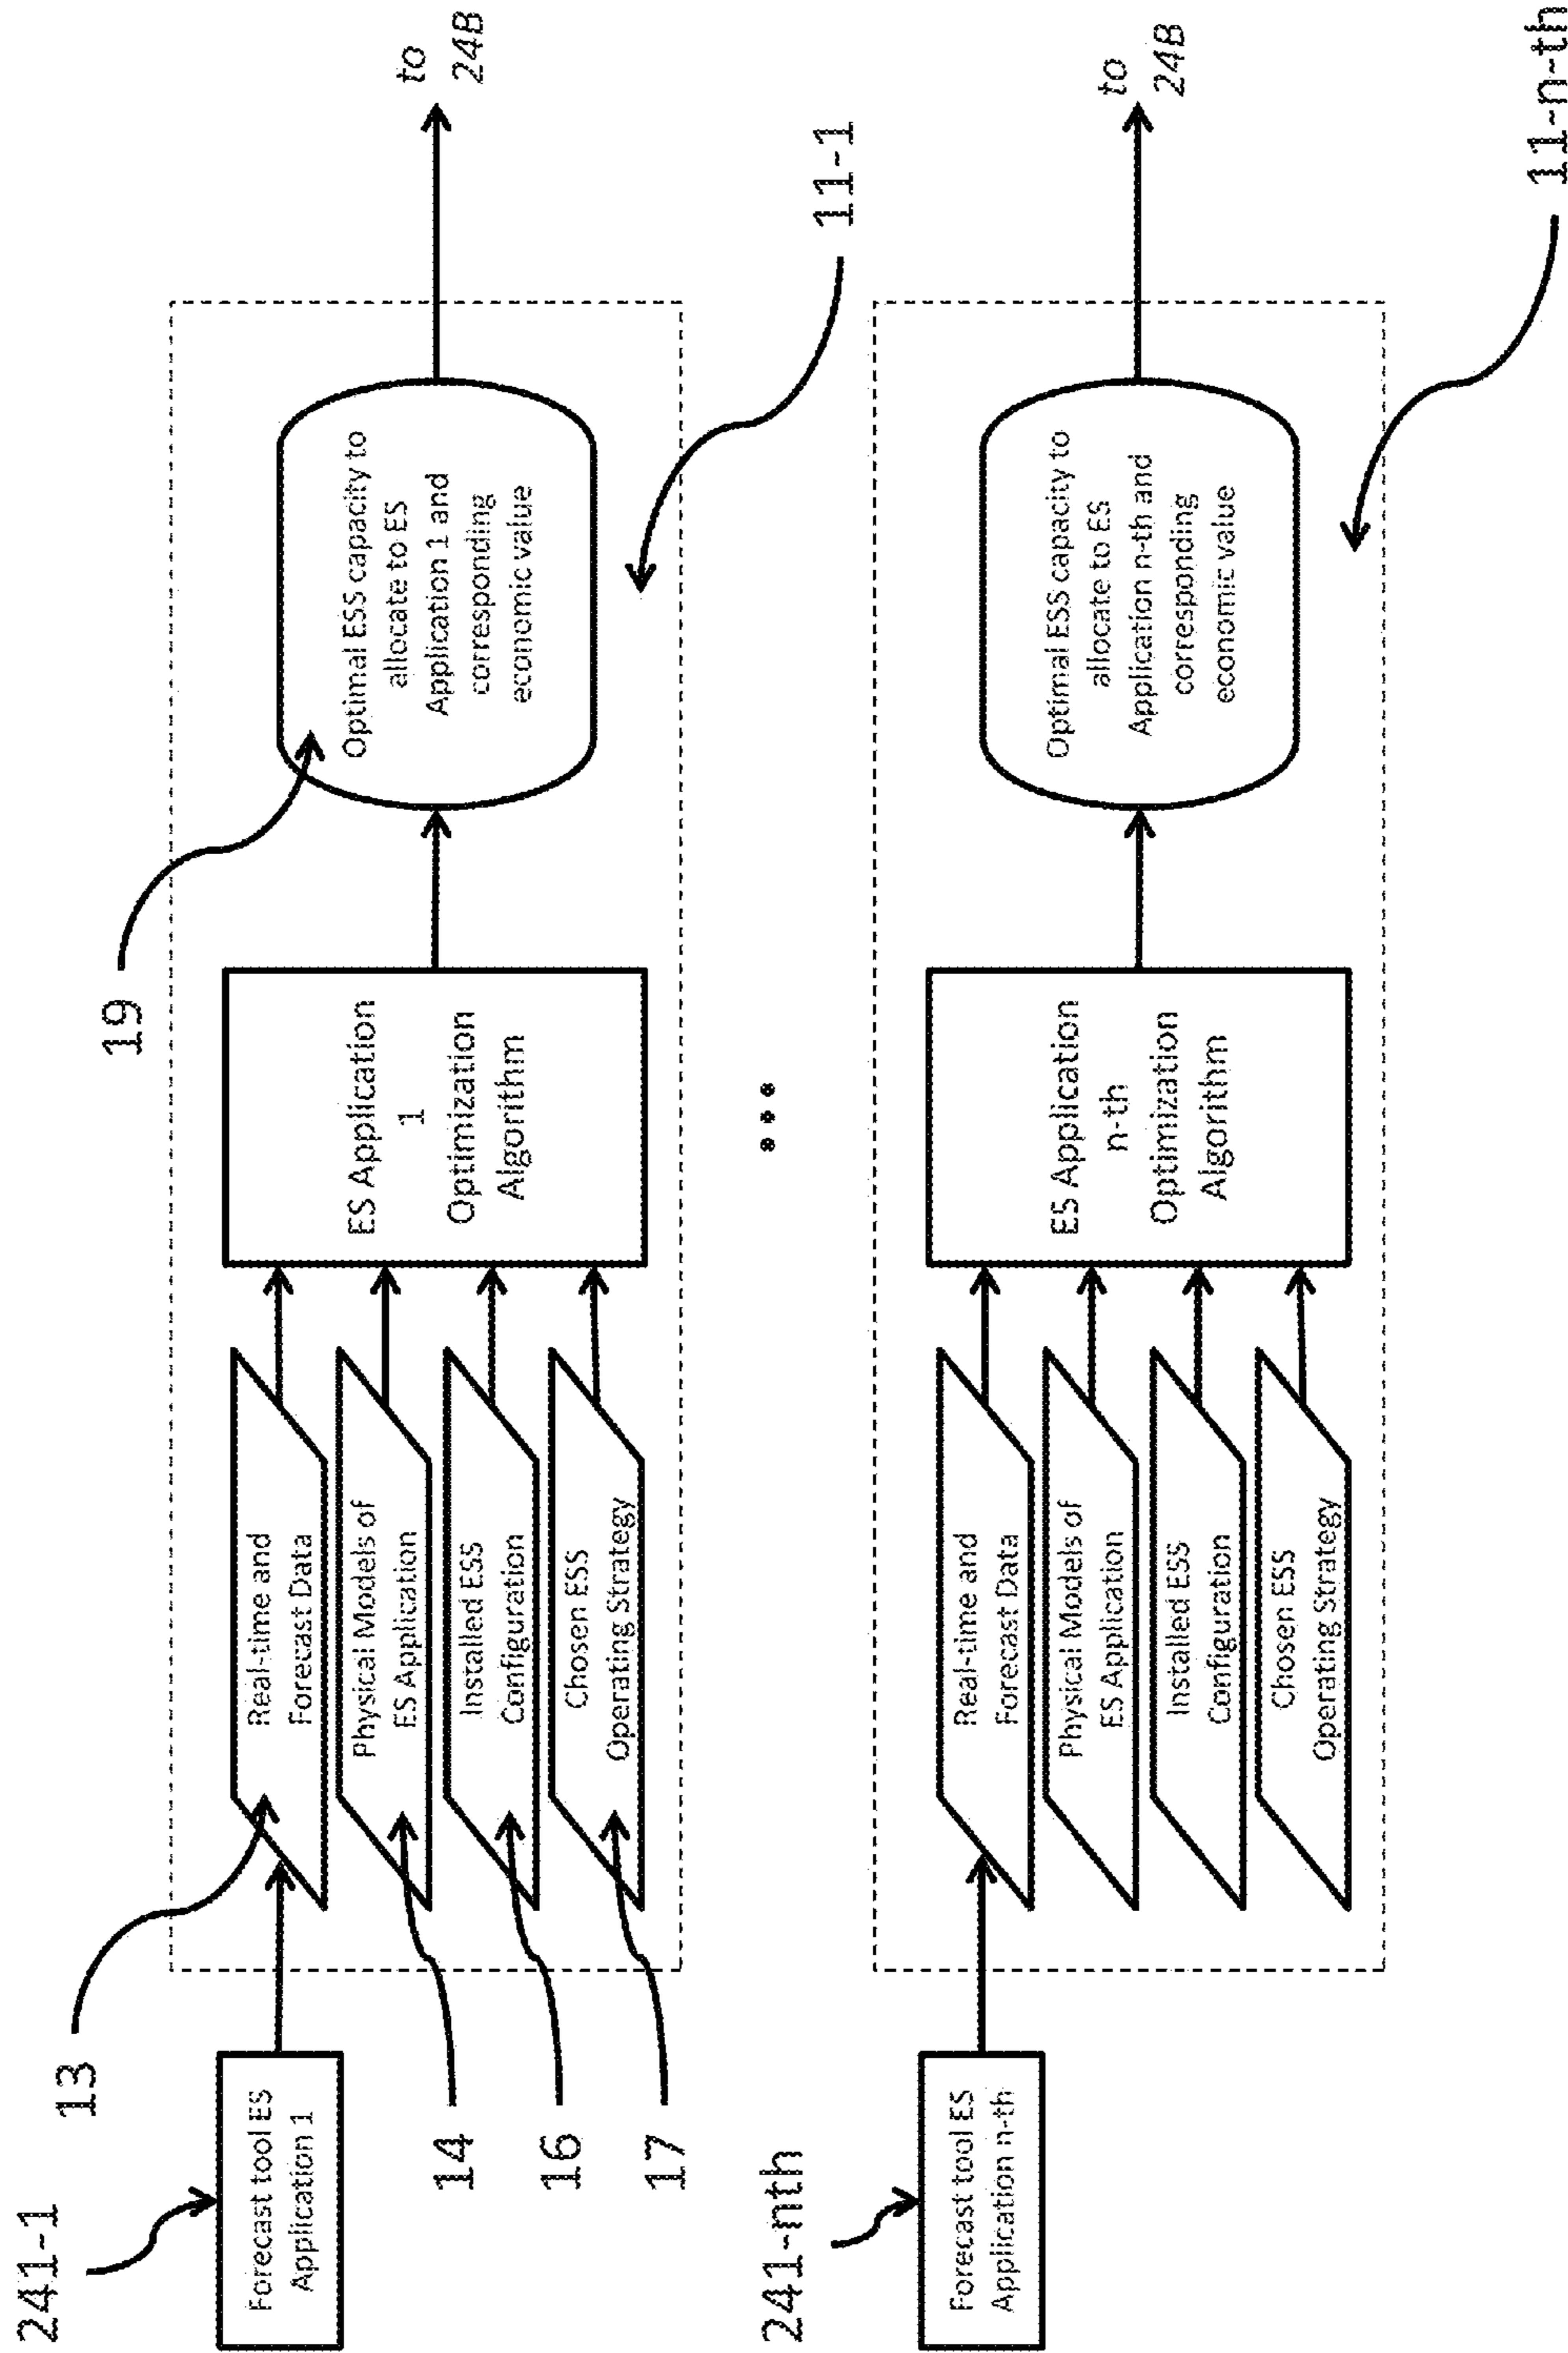 241-1
Forecast tool ES
Application 1
13
14
16
17
Real-time and
Forecast Data
Physical Models of
ES Application
Installed ESS
Configuration
Chosen ESS
Operating Strategy
ES Application
1
Optimization
Algorithm
19
Optimal ESS capacity to
allocate to ES
Application 1 and
corresponding
economic value
11-1
to
24B
•••
241-nth
Forecast tool ES
Application n-th
Real-time and
Forecast Data
Physical Models of
ES Application
Installed ESS
Configuration
Chosen ESS
Operating Strategy
ES Application
n-th
Optimization
Algorithm
Optimal ESS capacity to
allocate to ES
Application n-th and
corresponding
economic value
11-n-th
to
24B